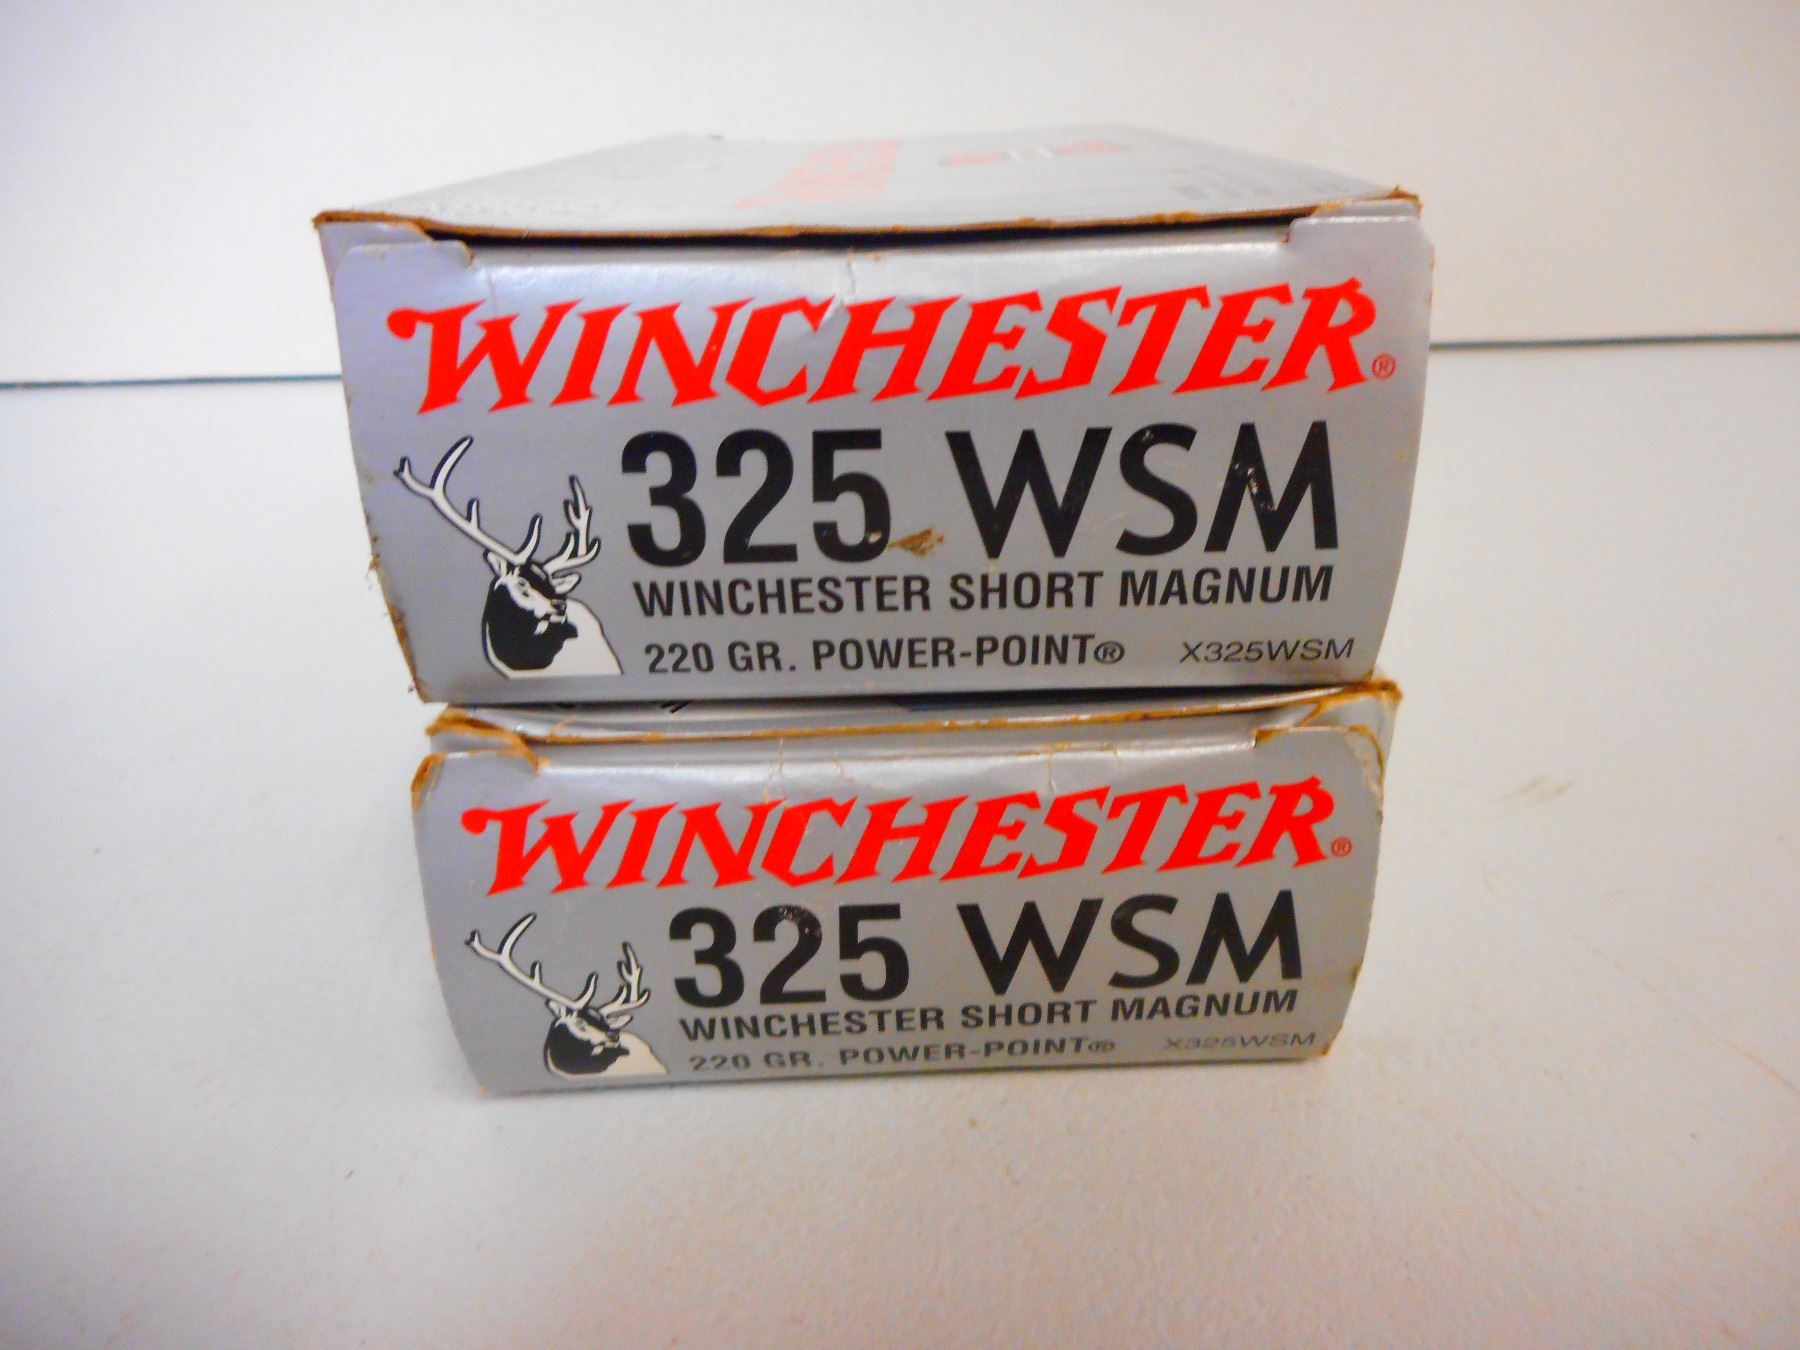 WINCHESTER®
325 WSM
WINCHESTER SHORT MAGNUM
220 GR. POWER-POINT® X325WSM
WINCHESTER®
325 WSM
WINCHESTER SHORT MAGNUM
220 GR. POWER-POINT® X325WSM